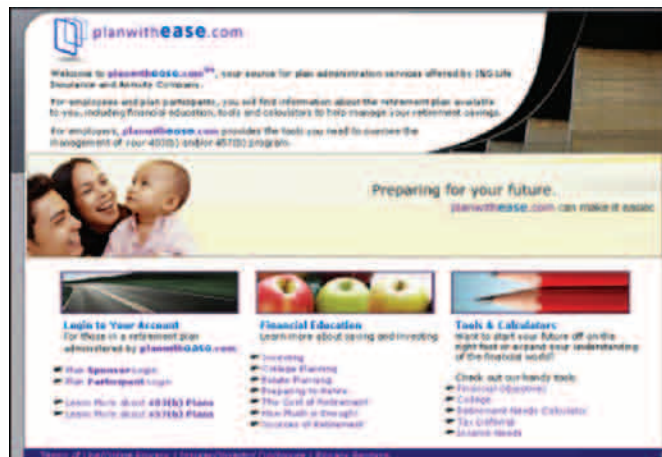 planwithease.com
Welcome to planwithease.com℠, your source for plan administration services offered by ING Life
Insurance and Annuity Company.
For employees and plan participants, you will find information about the retirement plan available
to you, including financial education, tools and calculators to help manage your retirement savings.
For employers, planwithease.com provides the tools you need to oversee the
management of your 403(b) and/or 457(b) program.
Preparing for your future.
planwithease.com can make it easier.
Login to Your Account
For those in a retirement plan
administered by planwithease.com:
Plan Sponsor Login
Plan Participant Login
Learn More about 403(b) Plans
Learn More about 457(b) Plans
Financial Education
Learn more about saving and investing
Investing
College Planning
Estate Planning
Preparing to Retire
The Cost of Retirement
How Much is Enough?
Sources of Retirement
Tools & Calculators
Want to start your future off on the
right foot or expand your understanding
of the financial world?
Check out our handy tools:
Financial Objectives
College
Retirement Needs Calculator
Tax Deferral
Income Needs
Terms of Use | Privacy Policy